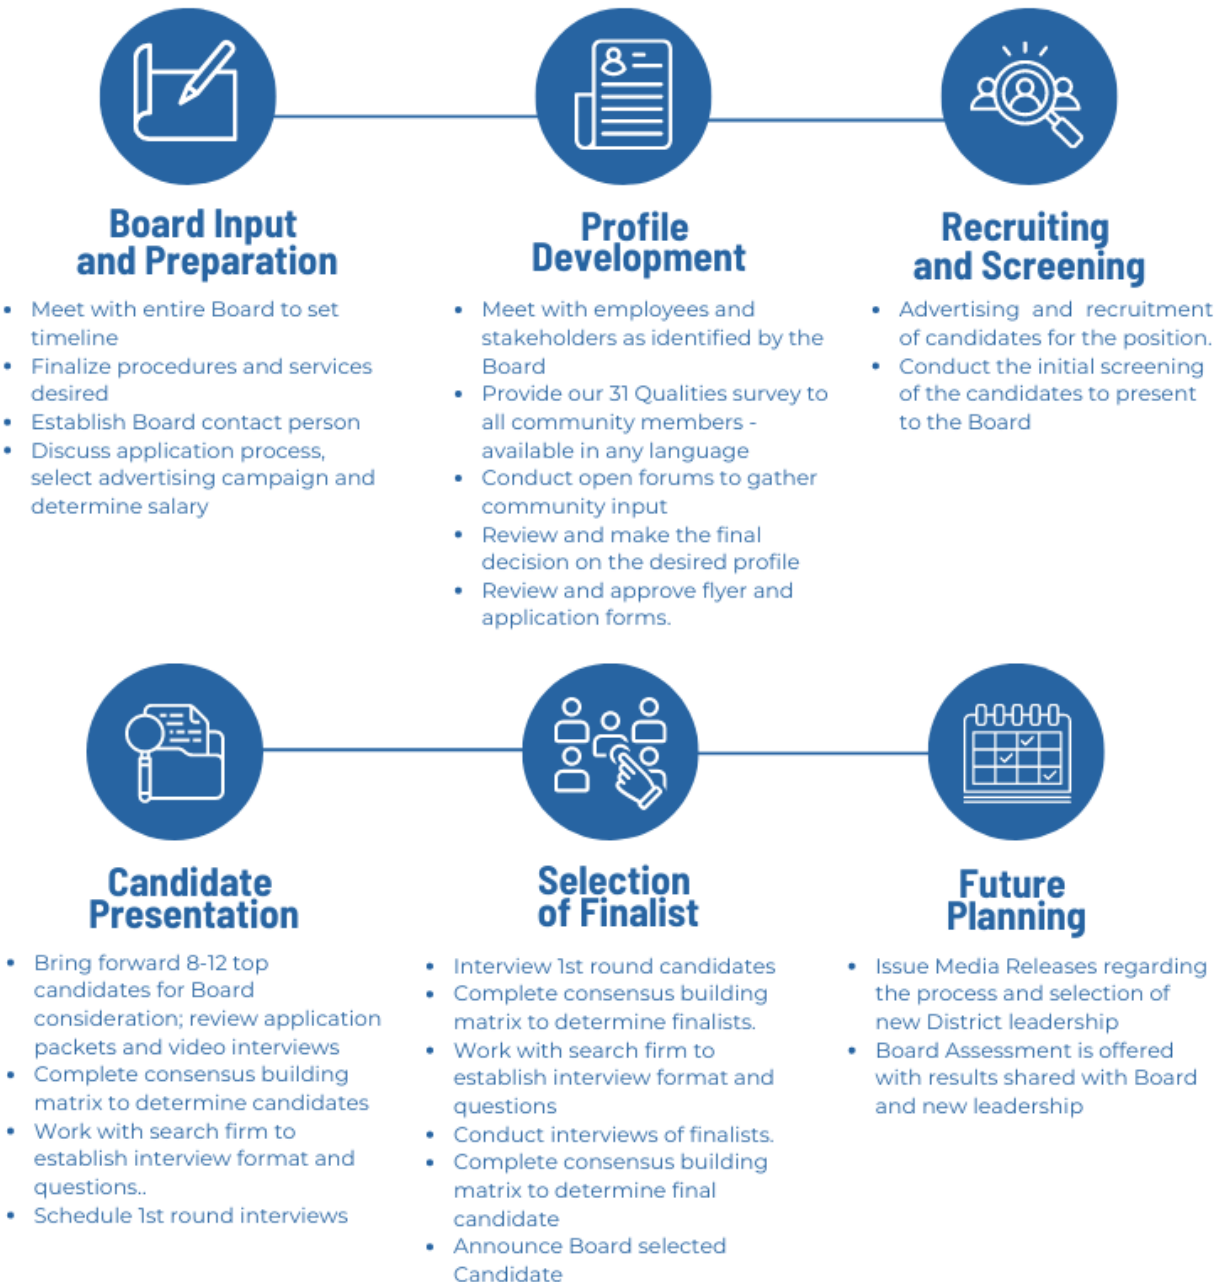 Board Input
and Preparation
• Meet with entire Board to set
timeline
• Finalize procedures and services
desired
• Establish Board contact person
• Discuss application process,
select advertising campaign and
determine salary
Profile
Development
• Meet with employees and
stakeholders as identified by the
Board
• Provide our 31 Qualities survey to
all community members -
available in any language
• Conduct open forums to gather
community input
• Review and make the final
decision on the desired profile
• Review and approve flyer and
application forms.
Recruiting
and Screening
• Advertising and recruitment
of candidates for the position.
• Conduct the initial screening
of the candidates to present
to the Board
Candidate
Presentation
• Bring forward 8-12 top
candidates for Board
consideration; review application
packets and video interviews
• Complete consensus building
matrix to determine candidates
• Work with search firm to
establish interview format and
questions..
• Schedule 1st round interviews
Selection
of Finalist
• Interview 1st round candidates
• Complete consensus building
matrix to determine finalists.
• Work with search firm to
establish interview format and
questions
• Conduct interviews of finalists.
• Complete consensus building
matrix to determine final
candidate
• Announce Board selected
Candidate
Future
Planning
• Issue Media Releases regarding
the process and selection of
new District leadership
• Board Assessment is offered
with results shared with Board
and new leadership